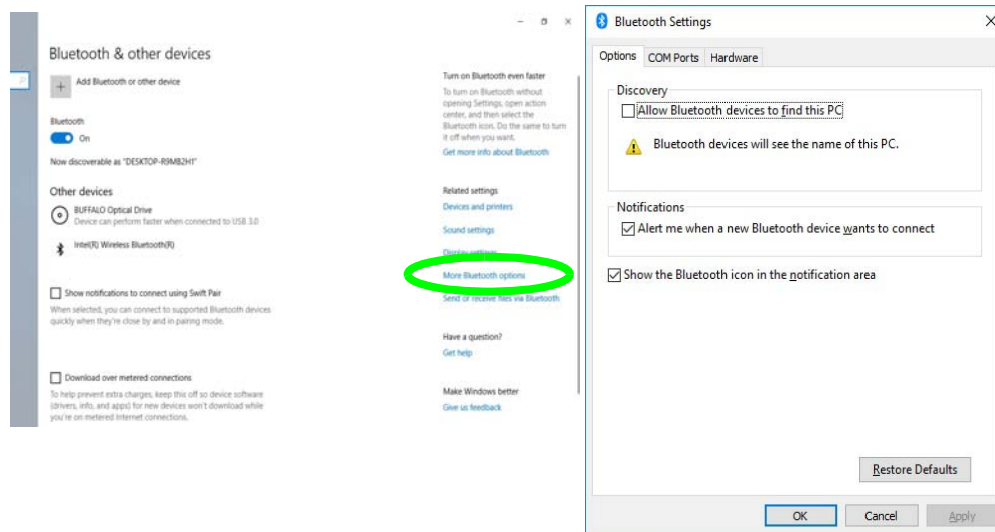 Bluetooth & other devices
Add Bluetooth or other device
Bluetooth
On
Now discoverable as "DESKTOP-R9MB2H1"
Other devices
BUFFALO Optical Drive
Device can perform faster when connected to USB 3.0
Intel(R) Wireless Bluetooth(R)
Show notifications to connect using Swift Pair
When selected, you can connect to supported Bluetooth devices
quickly when they're close by and in pairing mode.
Download over metered connections
To help prevent extra charges, keep this off so device software
(drivers, info, and apps) for new devices won't download while
you're on metered Internet connections.
Turn on Bluetooth even faster
To turn on Bluetooth without
opening Settings, open action
center, and then select the
Bluetooth icon. Do the same to turn
it off when you want.
Get more info about Bluetooth
Related settings
Devices and printers
Sound settings
Display settings
More Bluetooth options
Send or receive files via Bluetooth
Have a question?
Get help
Make Windows better
Give us feedback
Bluetooth Settings
Options COM Ports Hardware
Discovery
Allow Bluetooth devices to find this PC
Bluetooth devices will see the name of this PC.
Notifications
Alert me when a new Bluetooth device wants to connect
Show the Bluetooth icon in the notification area
Restore Defaults
OK Cancel Apply